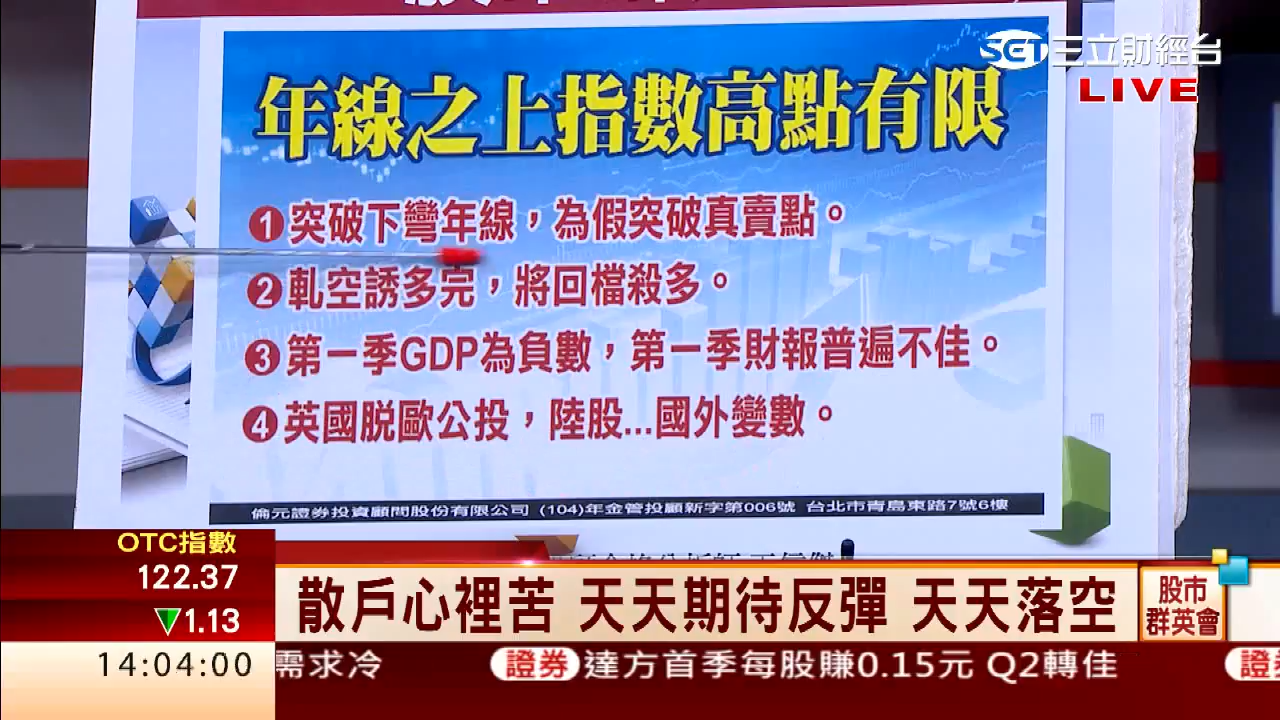 SET三立財經台
LIVE
年線之上指數高點有限
1突破下彎年線，為假突破真賣點。
2軋空誘多完，將回檔殺多。
3第一季GDP為負數，第一季財報普遍不佳。
4英國脫歐公投，陸股...國外變數。
倫元證券投資顧問股份有限公司 (104)年金管投顧新字第006號 台北市青島東路7號6樓
OTC指數
122.37
▼1.13
散戶心裡苦 天天期待反彈 天天落空
股市
群英會
14:04:00
需求冷 證券 達方首季每股賺0.15元 Q2轉佳